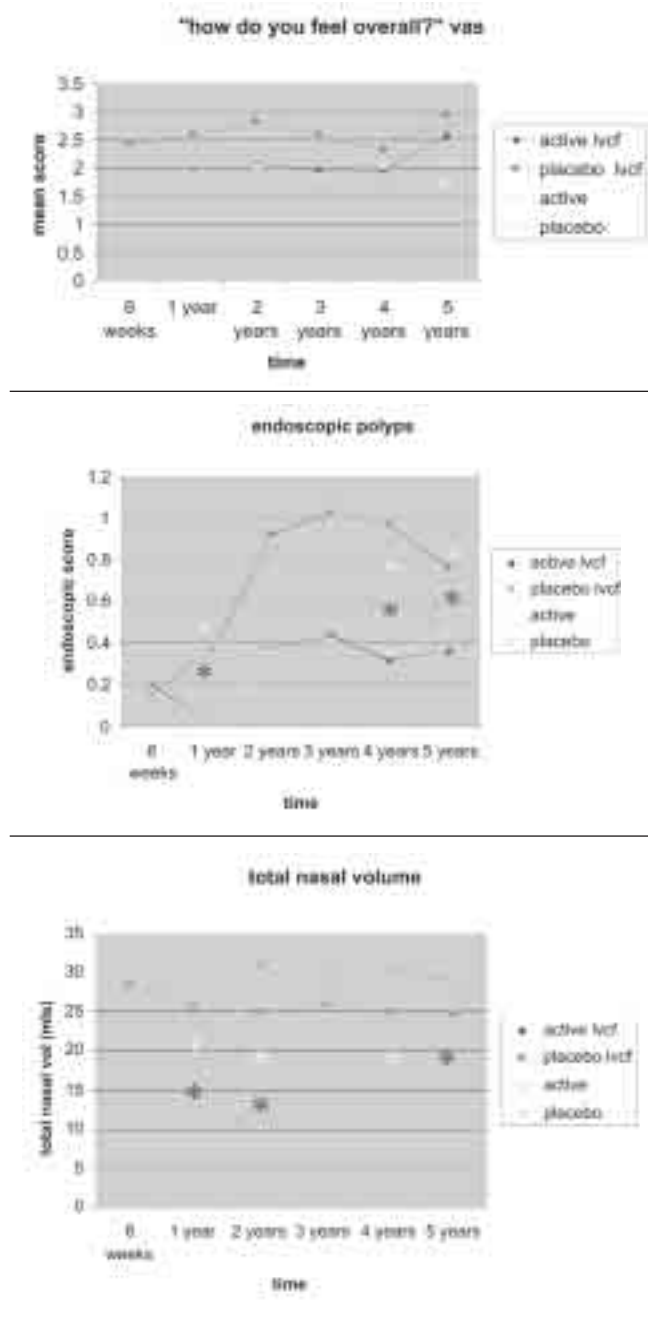 "how do you feel overall?" vas
3.5
3
2.5
2
1.5
1
0.5
0
mean score
6 weeks
1 year
2 years
3 years
4 years
5 years
time
active lvcf
placebo lvcf
active
placebo
endoscopic polyps
1.2
1
0.8
0.6
0.4
0.2
0
endoscopic score
6 weeks
1 year
2 years
3 years
4 years
5 years
time
active lvcf
placebo lvcf
active
placebo
total nasal volume
35
30
25
20
15
10
5
0
total nasal vol (mls)
6 weeks
1 year
2 years
3 years
4 years
5 years
time
active lvcf
placebo lvcf
active
placebo